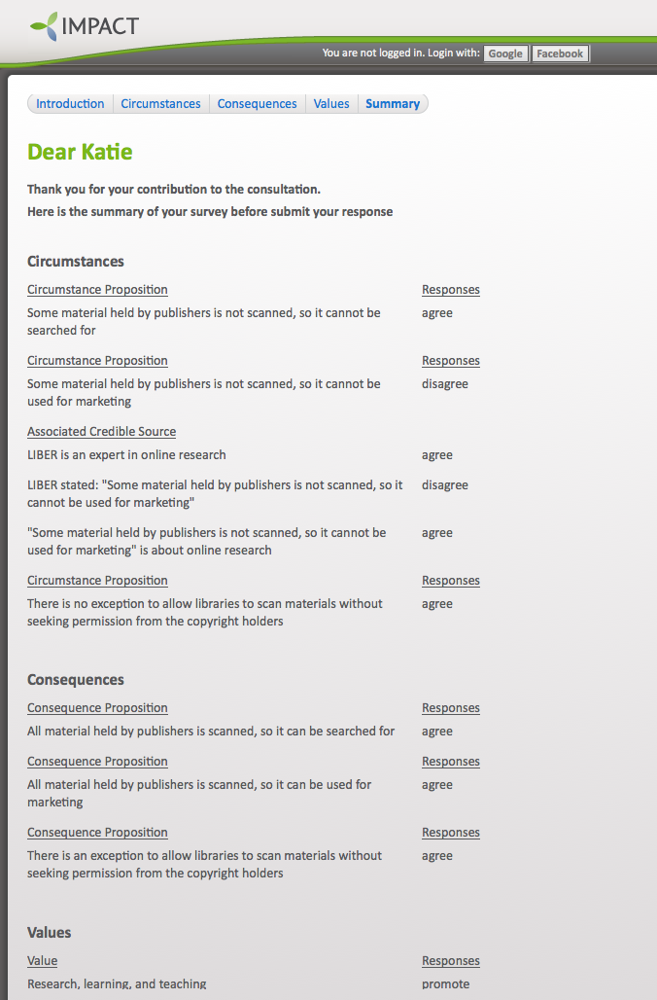 IMPACT
You are not logged in. Login with: Google Facebook
Introduction Circumstances Consequences Values Summary
Dear Katie
Thank you for your contribution to the consultation.
Here is the summary of your survey before submit your response
Circumstances
Circumstance Proposition Responses
Some material held by publishers is not scanned, so it cannot be agree
searched for
Circumstance Proposition Responses
Some material held by publishers is not scanned, so it cannot be disagree
used for marketing
Associated Credible Source
LIBER is an expert in online research agree
LIBER stated: "Some material held by publishers is not scanned, so it disagree
cannot be used for marketing"
"Some material held by publishers is not scanned, so it cannot be agree
used for marketing" is about online research
Circumstance Proposition Responses
There is no exception to allow libraries to scan materials without agree
seeking permission from the copyright holders
Consequences
Consequence Proposition Responses
All material held by publishers is scanned, so it can be searched for agree
Consequence Proposition Responses
All material held by publishers is scanned, so it can be used for agree
marketing
Consequence Proposition Responses
There is an exception to allow libraries to scan materials without agree
seeking permission from the copyright holders
Values
Value Responses
Research, learning, and teaching promote